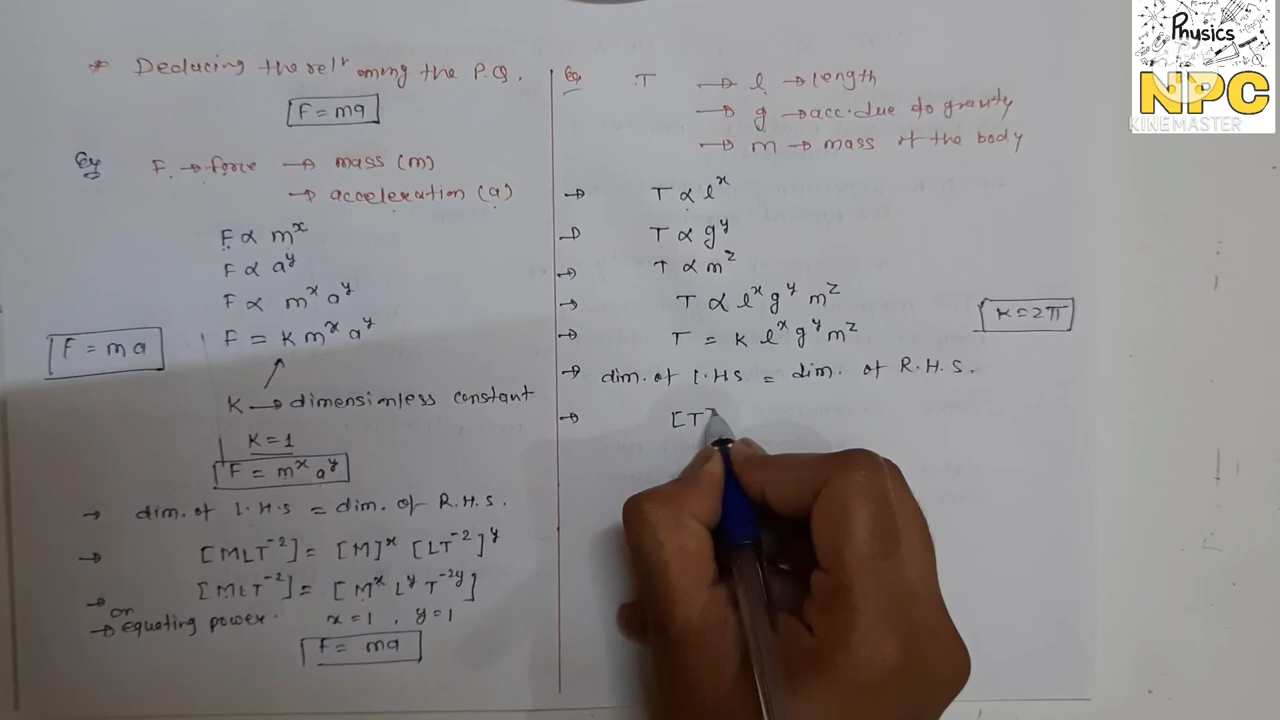 * Deducing the relⁿ among the P.Q.
F = ma
Eg F. → force → mass (m)
→ acceleration (a)
F ∝ m^x
F ∝ a^y
F ∝ m^x a^y
F = K m^x a^y
F = ma
K → dimensionless constant
K = 1
F = m^x a^y
→ dim. of L.H.S = dim. of R.H.S.
→ [MLT^-2] = [M]^x [LT^-2]^y
→ [MLT^-2] = [M^x L^y T^-2y]
→ on equating power. x = 1, y = 1
F = ma
Eg T → l → length
→ g → acc. due to gravity
→ m → mass of the body
→ T ∝ l^x
→ T ∝ g^y
→ T ∝ m^z
→ T ∝ l^x g^y m^z
→ T = K l^x g^y m^z
K = 2π
→ dim. of L.HS = dim. of R.H.S.
→ [T]
Physics
NPC
KINEMASTER